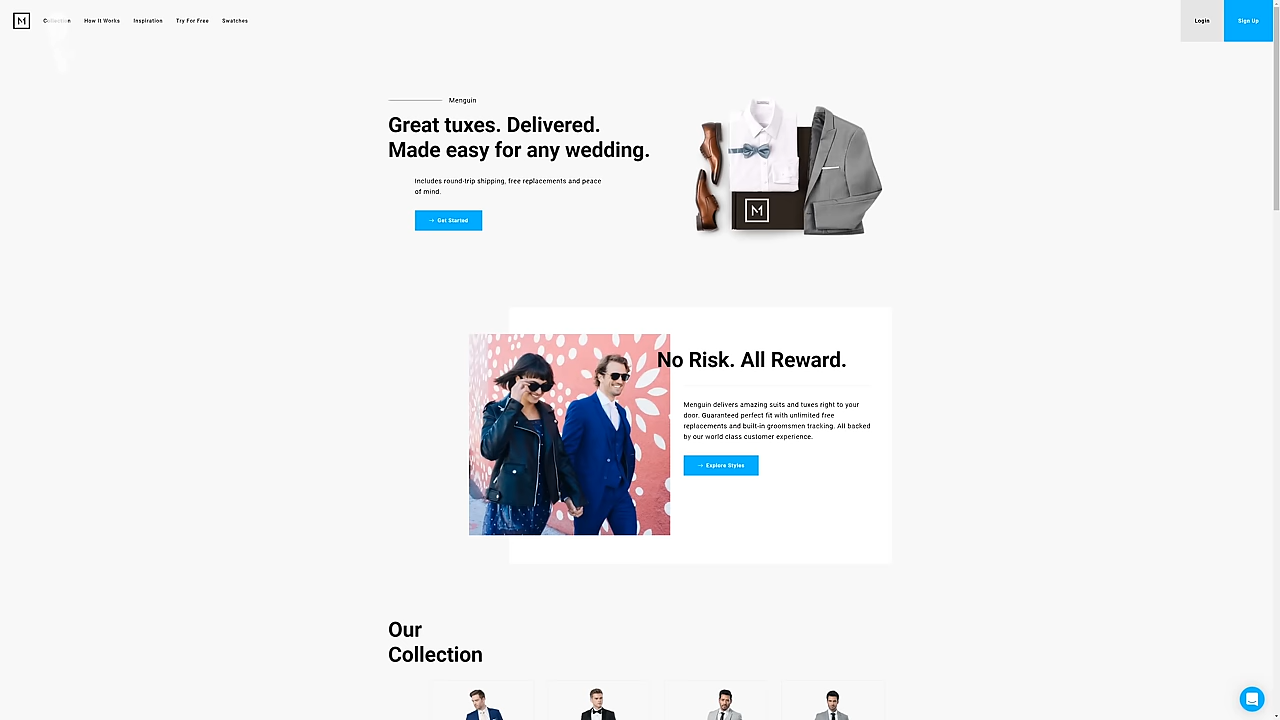 M
Collection
How It Works
Inspiration
Try For Free
Swatches
Login
Sign Up
Menguin
Great tuxes. Delivered.
Made easy for any wedding.
Includes round-trip shipping, free replacements and peace
of mind.
→ Get Started
M
No Risk. All Reward.
Menguin delivers amazing suits and tuxes right to your
door. Guaranteed perfect fit with unlimited free
replacements and built-in groomsmen tracking. All backed
by our world class customer experience.
→ Explore Styles
Our
Collection